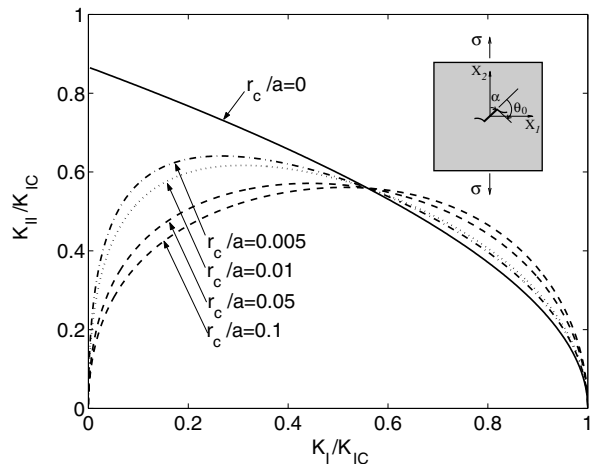 1
0.8
0.6
0.4
0.2
0
0 0.2 0.4 0.6 0.8 1
K_II/K_IC
K_I/K_IC
r_c/a=0
r_c/a=0.005
r_c/a=0.01
r_c/a=0.05
r_c/a=0.1
σ
X_2
α
θ_0
X_1
σ